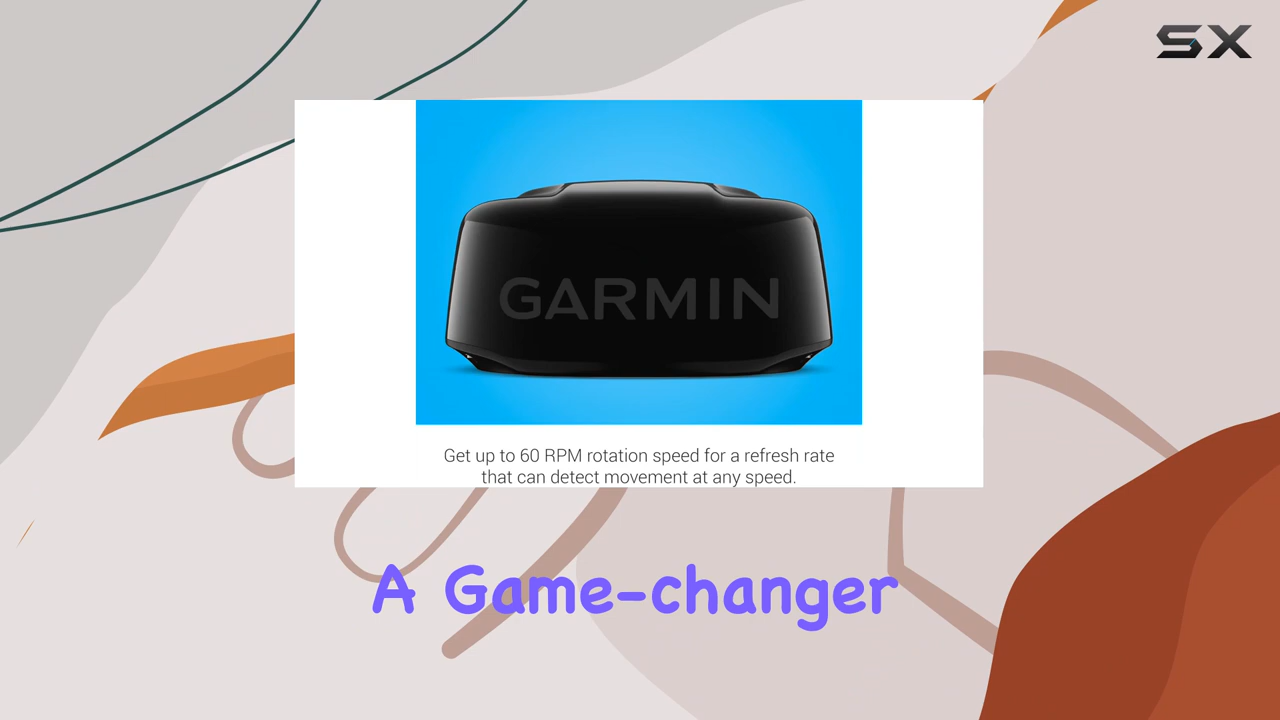 SX
GARMIN
Get up to 60 RPM rotation speed for a refresh rate
that can detect movement at any speed.
A Game-changer